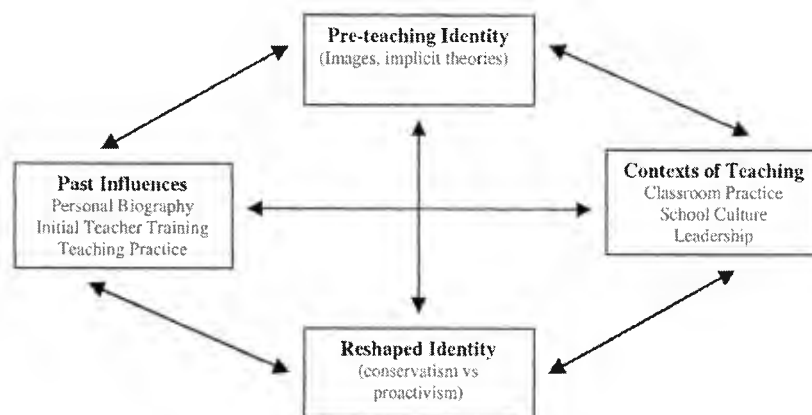 Pre-teaching Identity
(Images, implicit theories)
Past Influences
Personal Biography
Initial Teacher Training
Teaching Practice
Contexts of Teaching
Classroom Practice
School Culture
Leadership
Reshaped Identity
(conservatism vs
proactivism)